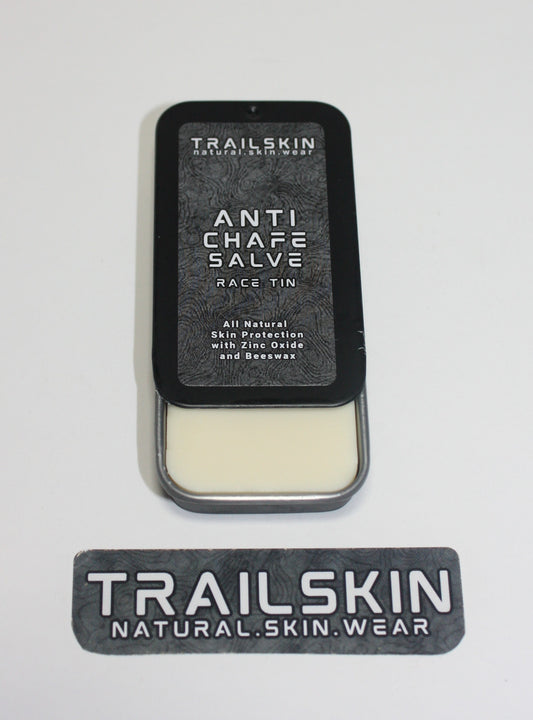 TRAILSKIN
natural.skin.wear
ANTI
CHAFE
SALVE
RACE TIN
All Natural
Skin Protection
with Zinc Oxide
and Beeswax
TRAILSKIN
NATURAL.SKIN.WEAR